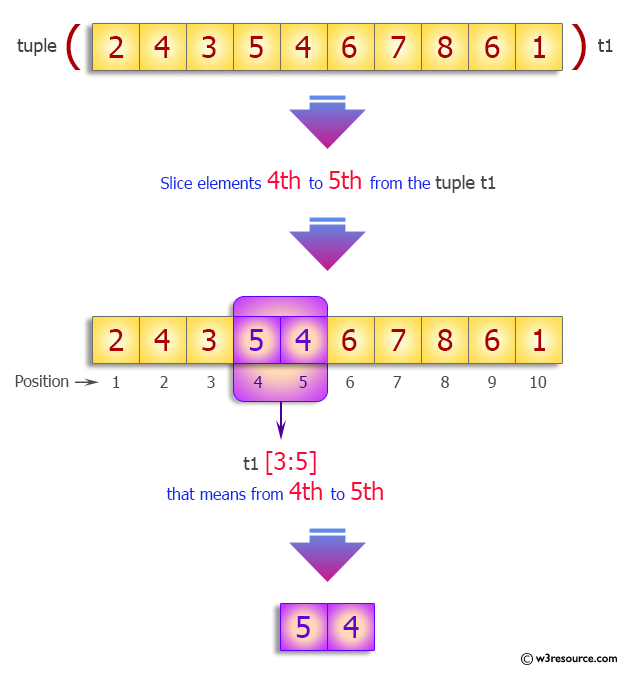 tuple ( 2 4 3 5 4 6 7 8 6 1 ) t1
Slice elements 4th to 5th from the tuple t1
2 4 3 5 4 6 7 8 6 1
Position 1 2 3 4 5 6 7 8 9 10
t1 [3:5]
that means from 4th to 5th
5 4
© w3resource.com